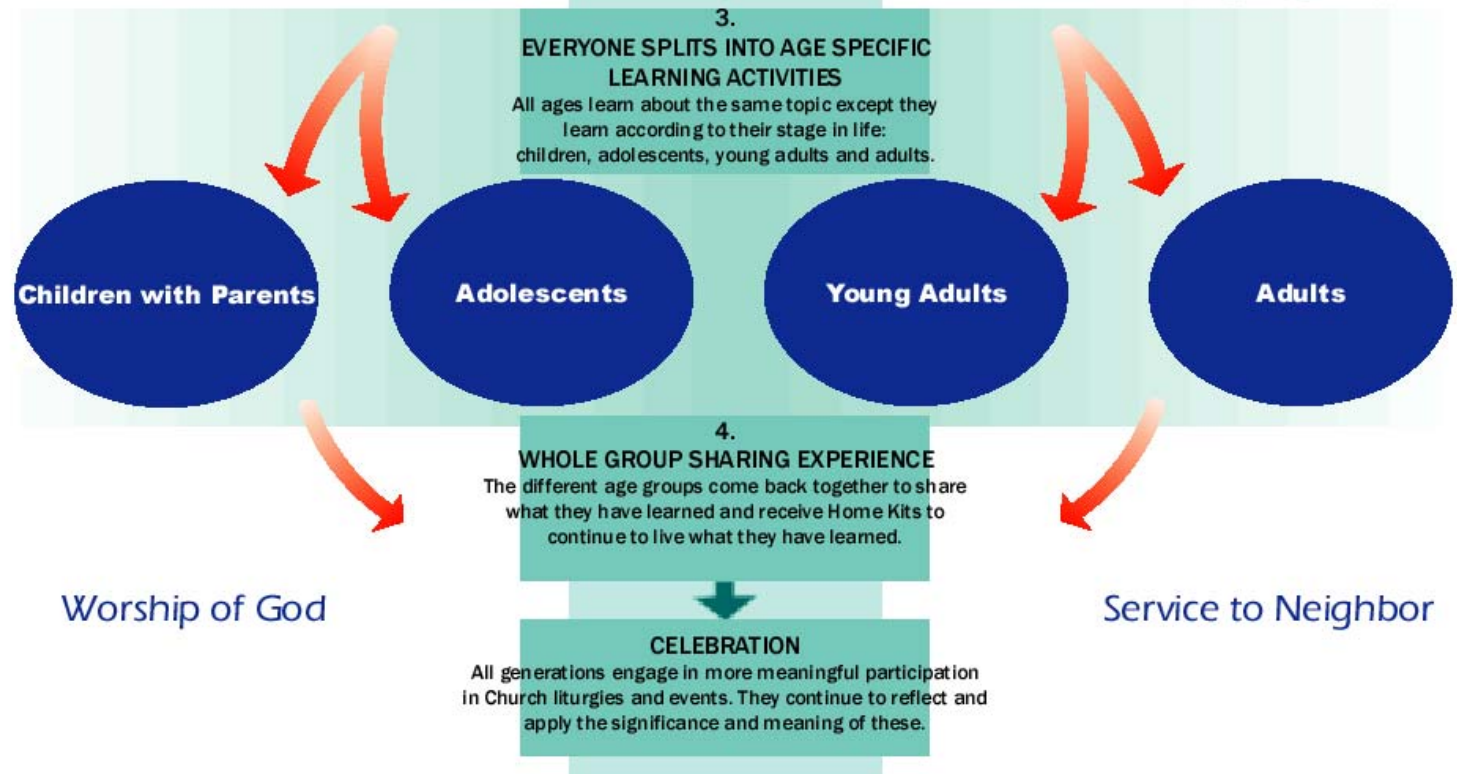 3.
EVERYONE SPLITS INTO AGE SPECIFIC
LEARNING ACTIVITIES
All ages learn about the same topic except they
learn according to their stage in life:
children, adolescents, young adults and adults.
Children with Parents
Adolescents
Young Adults
Adults
4.
WHOLE GROUP SHARING EXPERIENCE
The different age groups come back together to share
what they have learned and receive Home Kits to
continue to live what they have learned.
Worship of God
Service to Neighbor
CELEBRATION
All generations engage in more meaningful participation
in Church liturgies and events. They continue to reflect and
apply the significance and meaning of these.